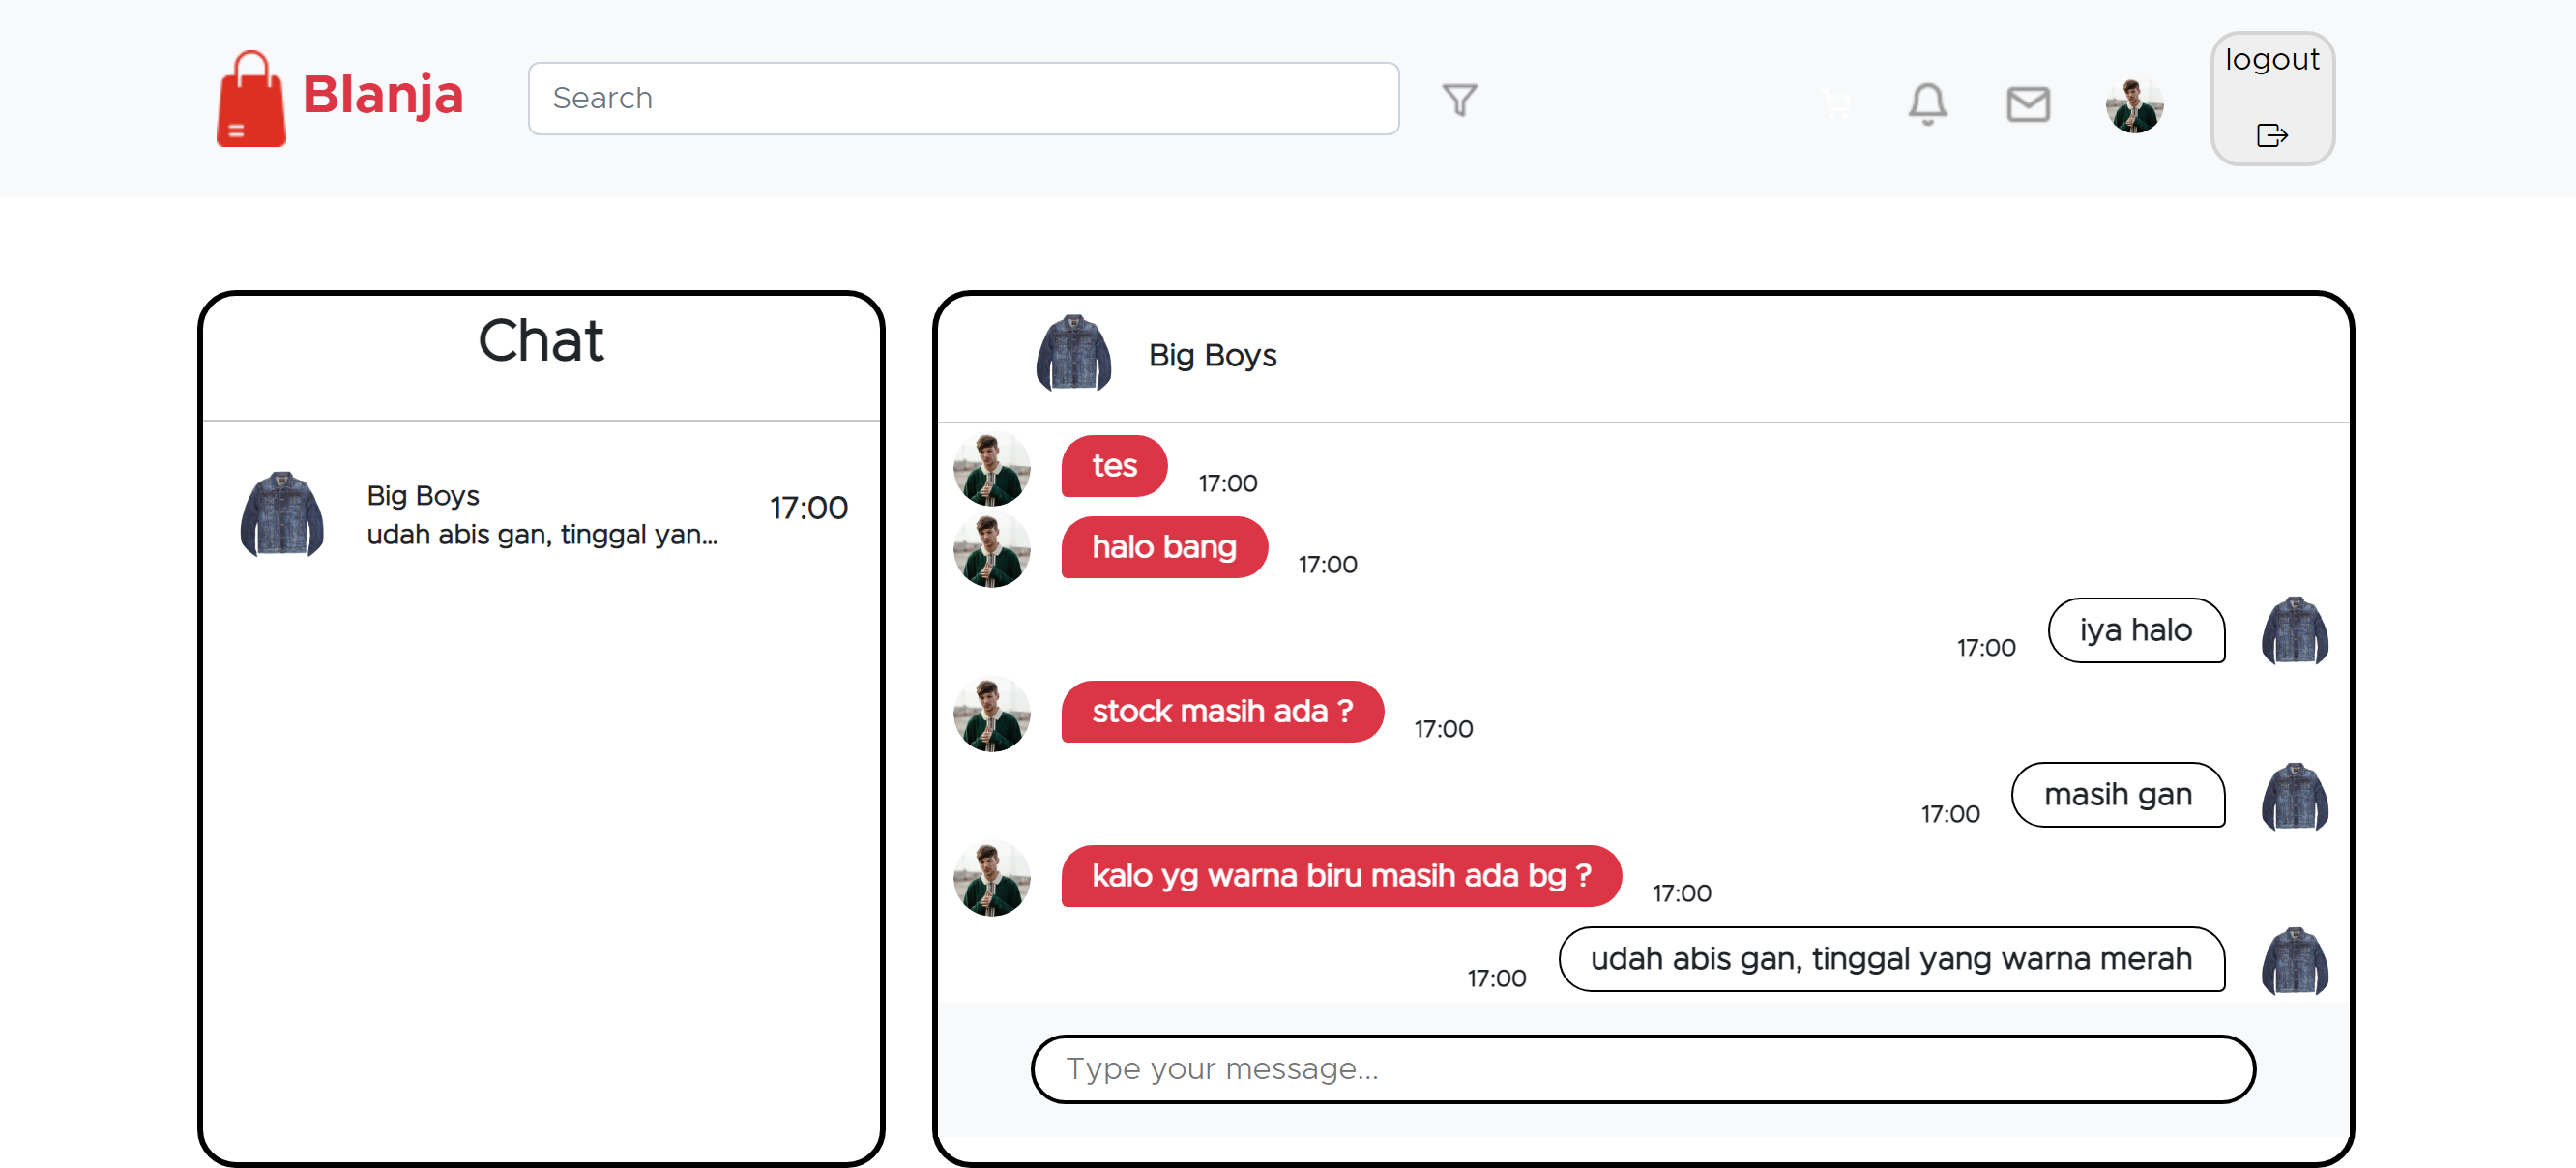 Blanja
Search
logout
Chat
Big Boys
udah abis gan, tinggal yan...
17:00
Big Boys
tes
17:00
halo bang
17:00
17:00
iya halo
stock masih ada ?
17:00
17:00
masih gan
kalo yg warna biru masih ada bg ?
17:00
17:00
udah abis gan, tinggal yang warna merah
Type your message...